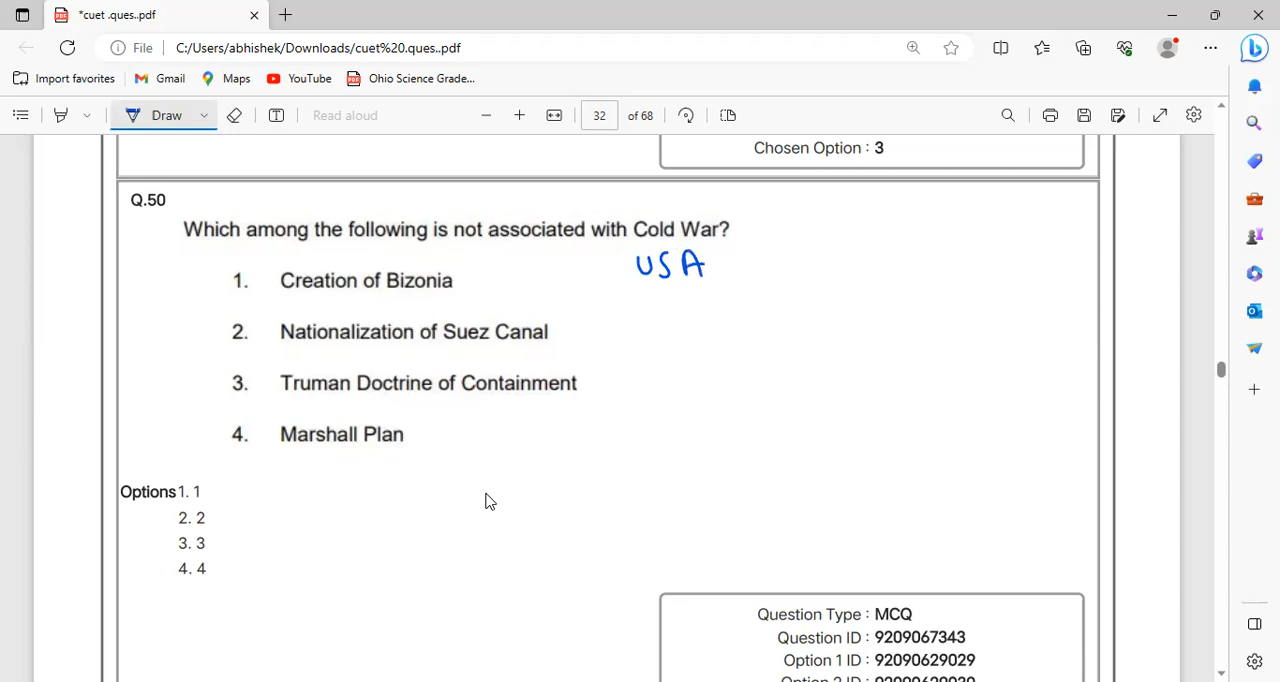 *cuet .ques..pdf
File C:/Users/abhishek/Downloads/cuet%20.ques..pdf
Import favorites Gmail Maps YouTube Ohio Science Grade...
Draw Read aloud 32 of 68
Chosen Option : 3
Q.50
Which among the following is not associated with Cold War?
USA
1. Creation of Bizonia
2. Nationalization of Suez Canal
3. Truman Doctrine of Containment
4. Marshall Plan
Options 1. 1
2. 2
3. 3
4. 4
Question Type : MCQ
Question ID : 9209067343
Option 1 ID : 92090629029